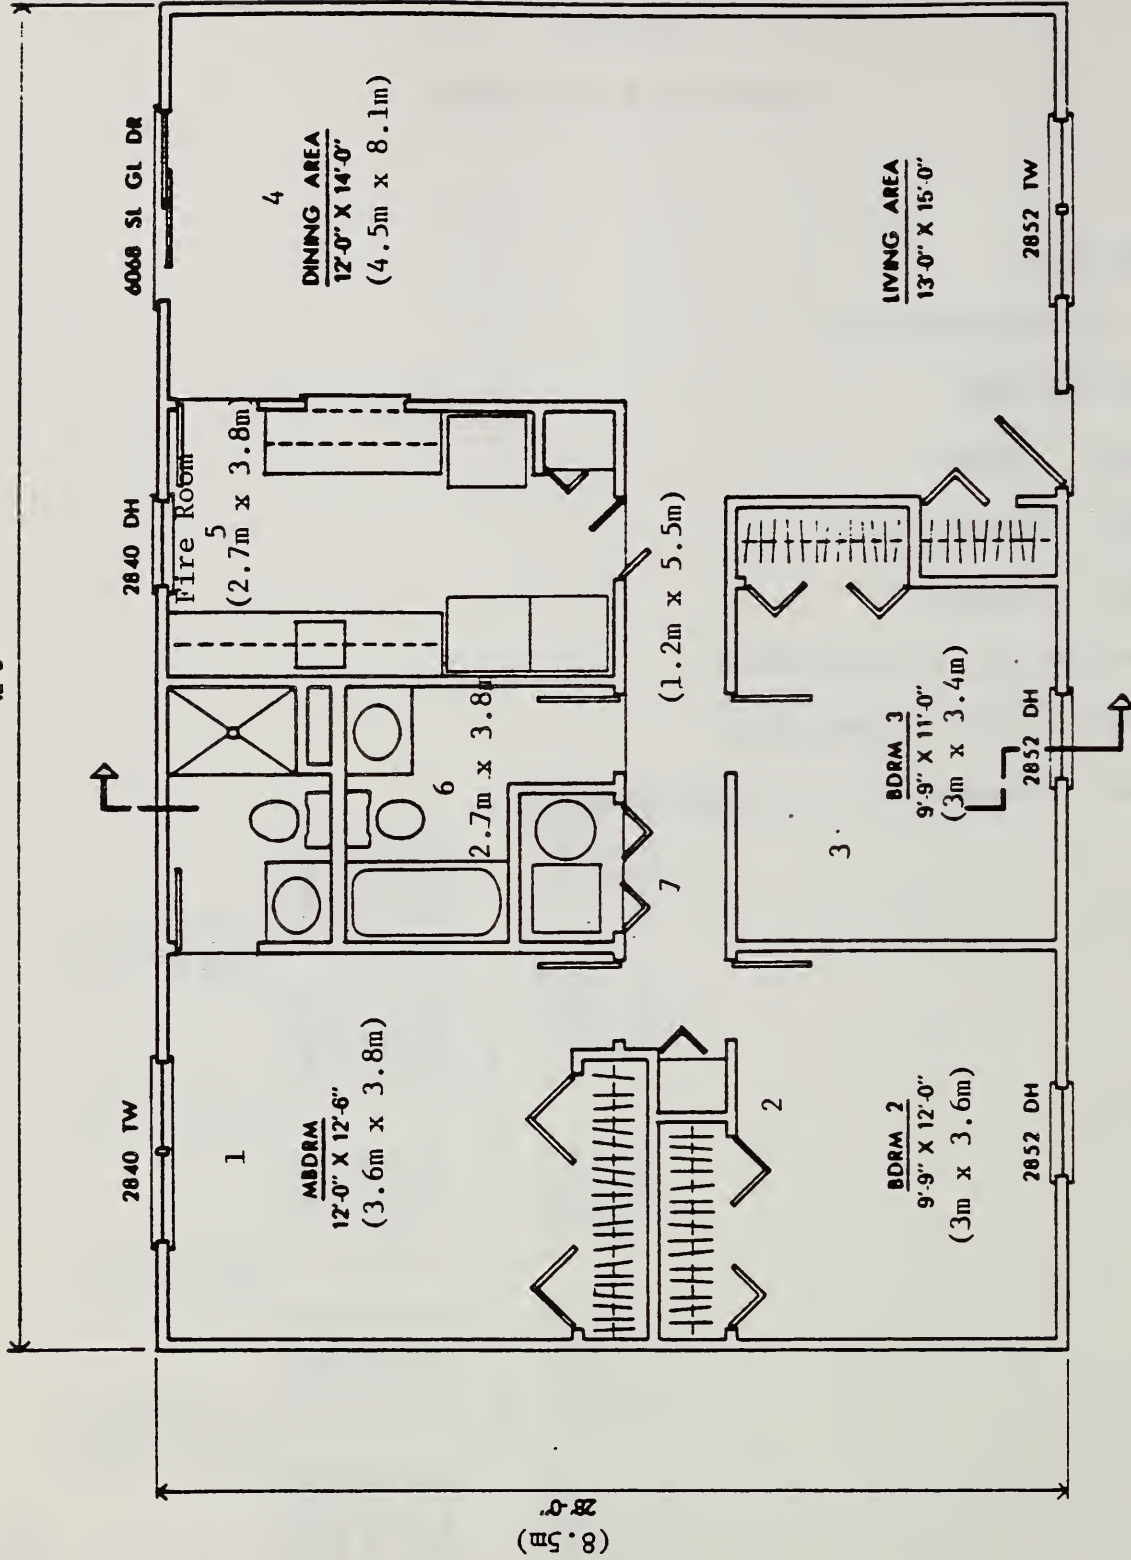 2840 TW
2840 DH
6068 SL GL DR
1
MBDRM
12'-0" X 12'-6"
(3.6m x 3.8m)
Fire Room
5
(2.7m x 3.8m)
4
DINING AREA
12'-0" X 14'-0"
(4.5m x 8.1m)
6
2.7m x 3.8m
7
(1.2m x 5.5m)
2
BDRM 2
9'-9" X 12'-0"
(3m x 3.6m)
3
BDRM 3
9'-9" X 11'-0"
(3m x 3.4m)
LIVING AREA
13'-0" X 15'-0"
2852 DH
2852 DH
2852 TW
28'-0"
(8.5m)